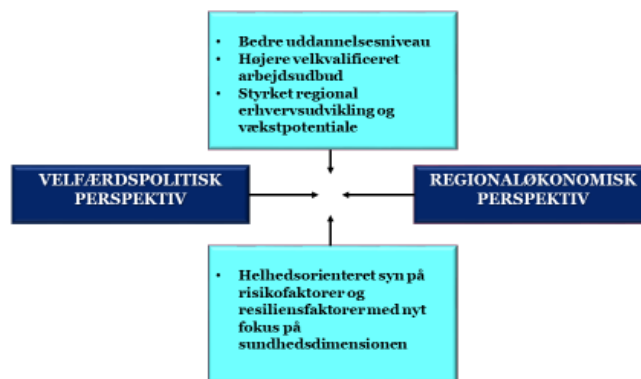 • Bedre uddannelsesniveau
• Højere velkvalificeret
arbejdsudbud
• Styrket regional
erhvervsudvikling og
vækstpotentiale
VELFÆRDSPOLITISK
PERSPEKTIV
REGIONALØKONOMISK
PERSPEKTIV
• Helhedsorienteret syn på
risikofaktorer og
resiliensfaktorer med nyt
fokus på
sundhedsdimensionen